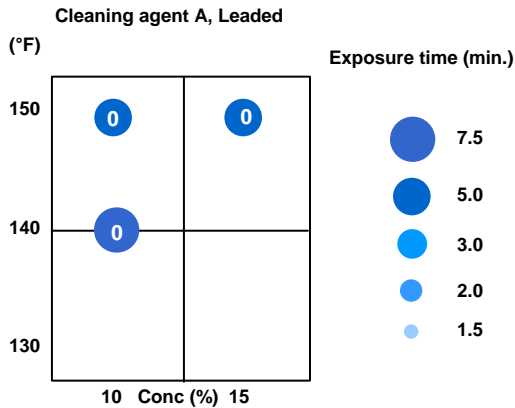 Cleaning agent A, Leaded
(°F)
Exposure time (min.)
150
0
0
7.5
5.0
140
0
3.0
2.0
1.5
130
10 Conc (%) 15